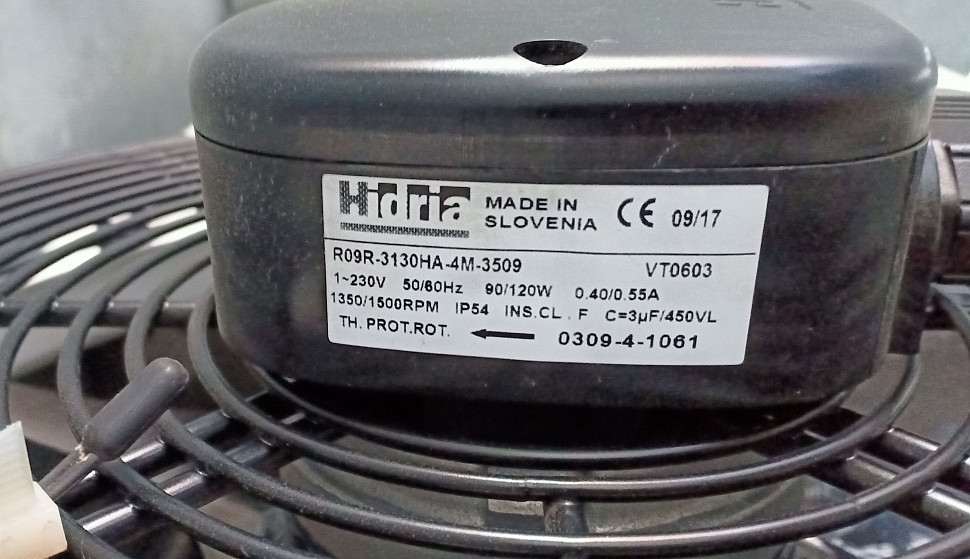 Hidria MADE IN SLOVENIA CE 09/17
R09R-3130HA-4M-3509 VT0603
1~230V 50/60Hz 90/120W 0.40/0.55A
1350/1500RPM IP54 INS.CL. F C=3µF/450VL
TH. PROT.ROT. ← 0309-4-1061